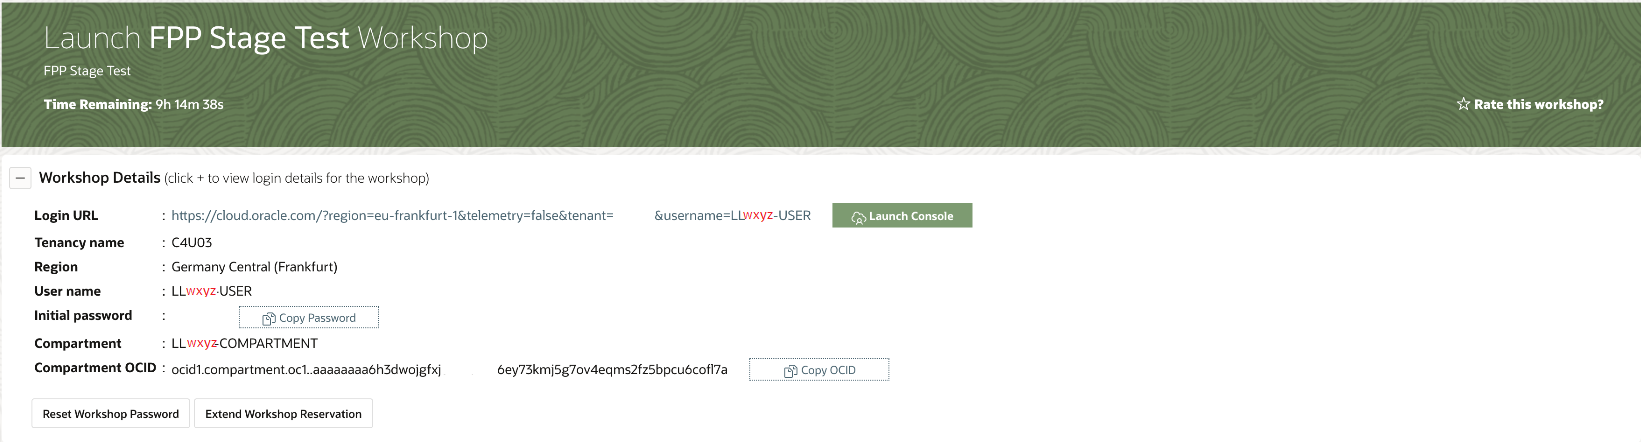 Launch FPP Stage Test Workshop
FPP Stage Test
Time Remaining: 9h 14m 38s
☆ Rate this workshop?
− Workshop Details (click + to view login details for the workshop)
Login URL : https://cloud.oracle.com/?region=eu-frankfurt-1&telemetry=false&tenant= &username=LLwxyz-USER Launch Console
Tenancy name : C4U03
Region : Germany Central (Frankfurt)
User name : LLwxyz-USER
Initial password : Copy Password
Compartment : LLwxyz-COMPARTMENT
Compartment OCID : ocid1.compartment.oc1..aaaaaaaa6h3dwojgfxj 6ey73kmj5g7ov4eqms2fz5bpcu6cofl7a Copy OCID
Reset Workshop Password Extend Workshop Reservation